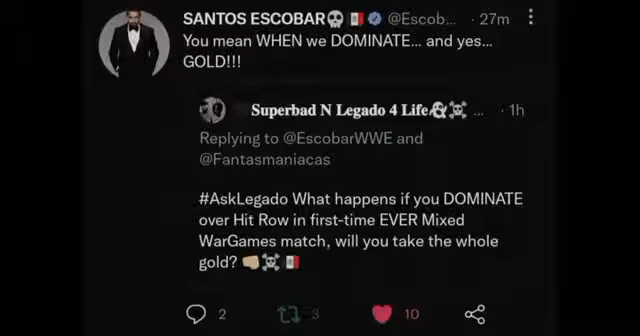 SANTOS ESCOBAR💀🇲🇽 @Escob... · 27m
You mean WHEN we DOMINATE... and yes...
GOLD!!!
Superbad N Legado 4 Life👻☠️ ... · 1h
Replying to @EscobarWWE and
@Fantasmaniacas
#AskLegado What happens if you DOMINATE
over Hit Row in first-time EVER Mixed
WarGames match, will you take the whole
gold? 🤜🏼☠️🇲🇽
2 3 10